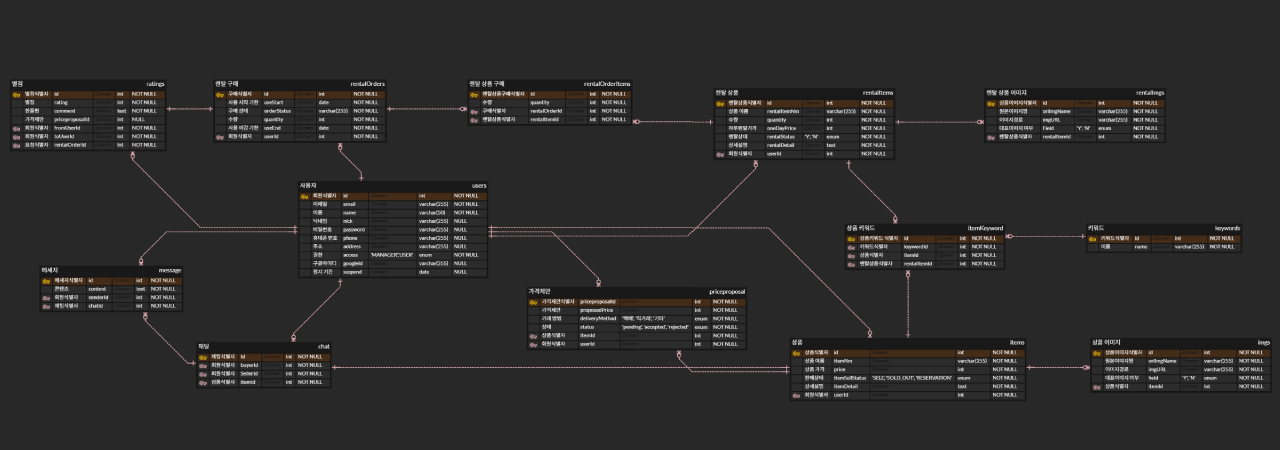 별점 ratings
별점식별자 id int NOT NULL
별점 rating int NOT NULL
한줄평 comment text NOT NULL
가격제안 priceproposalId int NULL
회원식별자 fromUserId int NOT NULL
회원식별자 toUserId int NOT NULL
요청식별자 rentalOrderId int NOT NULL
렌탈 구매 rentalOrders
구매식별자 id int NOT NULL
사용 시작 기한 useStart date NOT NULL
구매 상태 orderStatus varchar(255) NOT NULL
수량 quantity int NOT NULL
사용 마감 기한 useEnd date NOT NULL
회원식별자 userId int NOT NULL
렌탈 상품 구매 rentalOrderItems
렌탈상품구매식별자 id int NOT NULL
수량 quantity int NOT NULL
구매식별자 int NOT NULL
렌탈상품식별자 rentalItemId int NOT NULL
렌탈 상품 rentalItems
렌탈상품식별자 id int NOT NULL
상품 이름 rentalItemNm varchar(255) NOT NULL
수량 quantity int NOT NULL
하루렌탈가격 oneDayPrice int NOT NULL
렌탈상태 rentalStatus 'Y','N' enum NOT NULL
상세설명 rentalDetail text NOT NULL
회원식별자 userId int NOT NULL
렌탈 상품 이미지 rentalImgs
상품이미지식별자 id int NOT NULL
원본이미지명 oriImgName varchar(255) NOT NULL
이미지경로 imgURL varchar(255) NOT NULL
대표이미지 여부 Field 'Y','N' enum NOT NULL
렌탈상품식별자 rentalItemId int NOT NULL
사용자 users
회원식별자 id int NOT NULL
이메일 email varchar(255) NOT NULL
이름 name varchar(50) NOT NULL
닉네임 nick varchar(255) NULL
비밀번호 password varchar(255) NULL
휴대폰 번호 phone varchar(255) NULL
주소 address varchar(255) NULL
권한 access 'MANAGER','USER' enum NOT NULL
구글아이디 googleId varchar(255) NULL
정지 기간 suspend date NULL
상품 키워드 itemKeyword
상품키워드 식별자 id int NOT NULL
키워드식별자 keywordId int NOT NULL
상품식별자 itemId int NOT NULL
렌탈상품식별자 rentalItemId int NOT NULL
키워드 keywords
키워드식별자 id int NOT NULL
이름 name varchar(255) NOT NULL
메세지 message
메세지식별자 id int NOT NULL
콘텐츠 content text NOT NULL
회원식별자 senderId int NOT NULL
채팅식별자 chatId int NOT NULL
가격제안 priceproposal
가격제안식별자 priceproposalId int NOT NULL
가격제안 proposedPrice int NOT NULL
거래 방법 deliveryMethod '택배','직거래','기타' enum NOT NULL
상태 status 'pending','accepted','rejected' enum NOT NULL
상품식별자 itemId int NOT NULL
회원식별자 userId int NOT NULL
채팅 chat
채팅식별자 id int NOT NULL
회원식별자 buyerId int NOT NULL
회원식별자 SellerId int NOT NULL
상품식별자 itemId int NOT NULL
상품 items
상품식별자 id int NOT NULL
상품 이름 itemNm varchar(255) NOT NULL
상품 가격 price int NOT NULL
판매상태 itemSellStatus 'SELL','SOLD_OUT','RESERVATION' enum NOT NULL
상세설명 itemDetail text NOT NULL
회원식별자 userId int NOT NULL
상품 이미지 imgs
상품이미지식별자 id int NOT NULL
원본이미지명 oriImgName varchar(255) NOT NULL
이미지경로 imgURL varchar(255) NOT NULL
대표이미지 여부 field 'Y','N' enum NOT NULL
상품식별자 itemId int NOT NULL